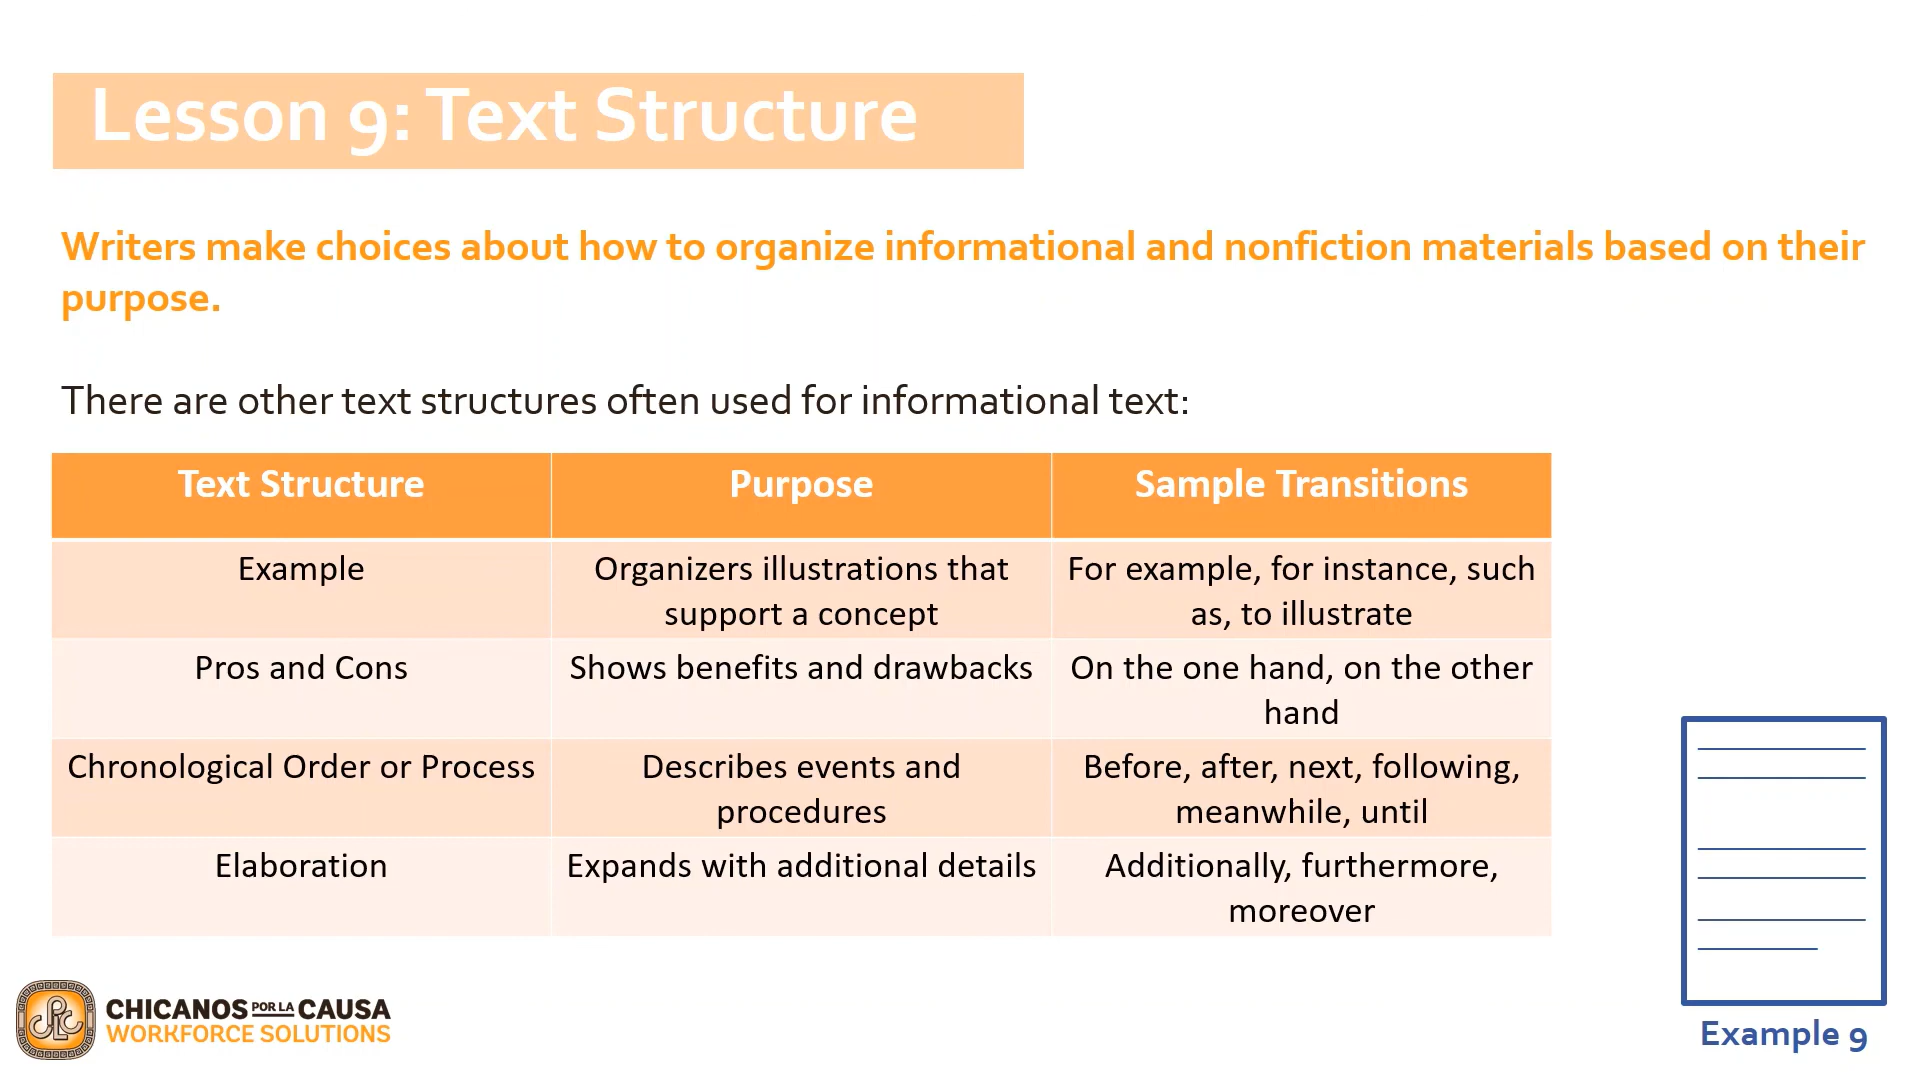 Lesson 9: Text Structure
Writers make choices about how to organize informational and nonfiction materials based on their
purpose.
There are other text structures often used for informational text:
Text Structure Purpose Sample Transitions
Example
Organizers illustrations that
support a concept
For example, for instance, such
as, to illustrate
Pros and Cons
Shows benefits and drawbacks
On the one hand, on the other
hand
Chronological Order or Process
Describes events and
procedures
Before, after, next, following,
meanwhile, until
Elaboration
Expands with additional details
Additionally, furthermore,
moreover
CPLC
CHICANOS POR LA CAUSA
WORKFORCE SOLUTIONS
Example 9